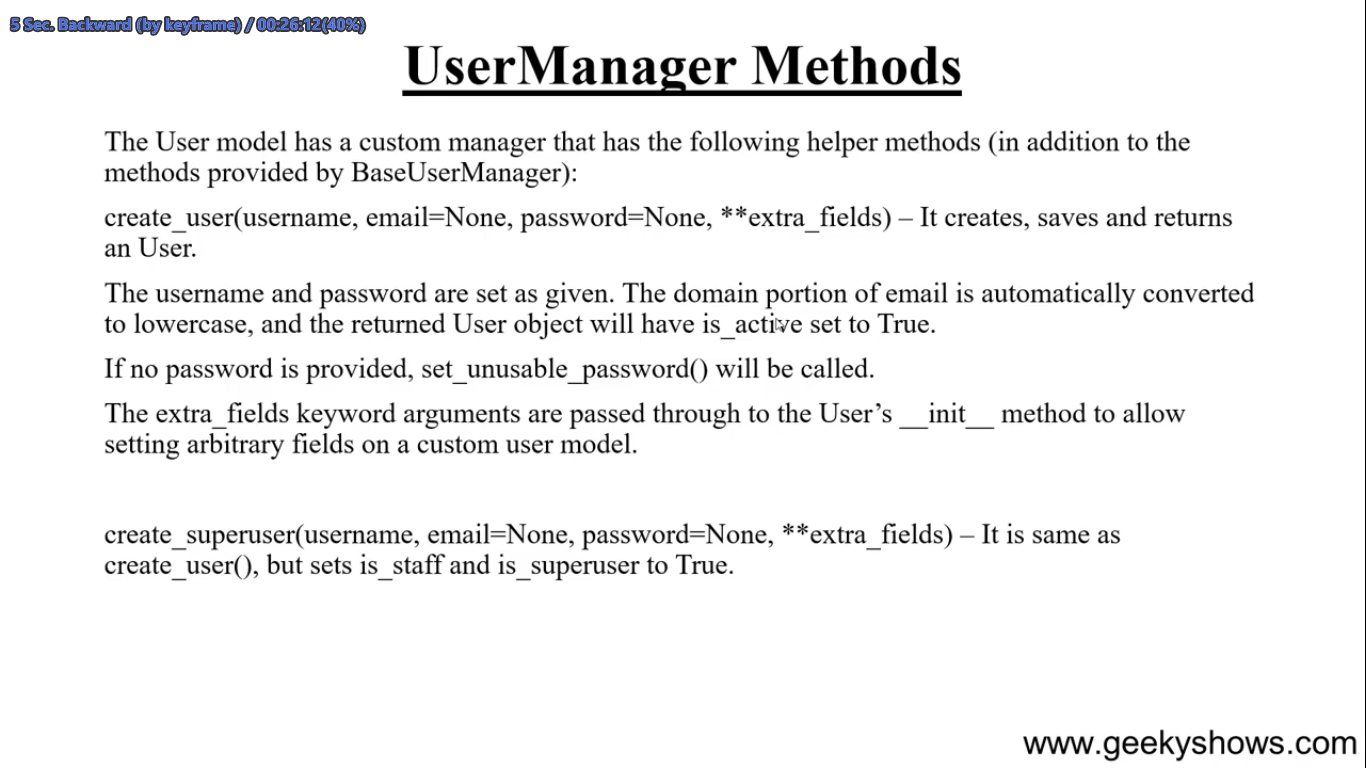 5 Sec. Backward (by keyframe) / 00:26:12(40%)
UserManager Methods
The User model has a custom manager that has the following helper methods (in addition to the
methods provided by BaseUserManager):
create_user(username, email=None, password=None, **extra_fields) – It creates, saves and returns
an User.
The username and password are set as given. The domain portion of email is automatically converted
to lowercase, and the returned User object will have is_active set to True.
If no password is provided, set_unusable_password() will be called.
The extra_fields keyword arguments are passed through to the User’s __init__ method to allow
setting arbitrary fields on a custom user model.
create_superuser(username, email=None, password=None, **extra_fields) – It is same as
create_user(), but sets is_staff and is_superuser to True.
www.geekyshows.com